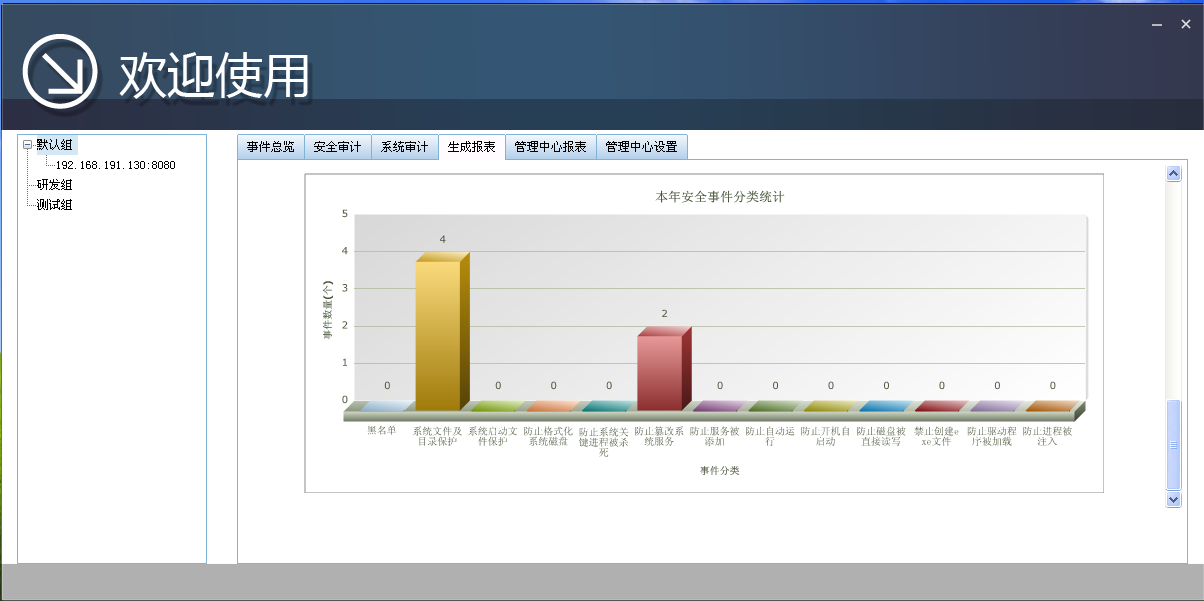 欢迎使用
默认组
192.168.191.130:8080
研发组
测试组
事件总览 安全审计 系统审计 生成报表 管理中心报表 管理中心设置
本年安全事件分类统计
事件数量(个)
5
4
3
2
1
0
0 4 0 0 0 2 0 0 0 0 0 0 0
黑名单
系统文件及
目录保护
系统启动文
件保护
防止格式化
系统磁盘
防止系统关
键进程被杀
死
防止篡改系
统服务
防止服务被
添加
防止自动运
行
防止开机自
启动
防止磁盘被
直接读写
禁止创建e
xe文件
防止驱动程
序被加载
防止进程被
注入
事件分类